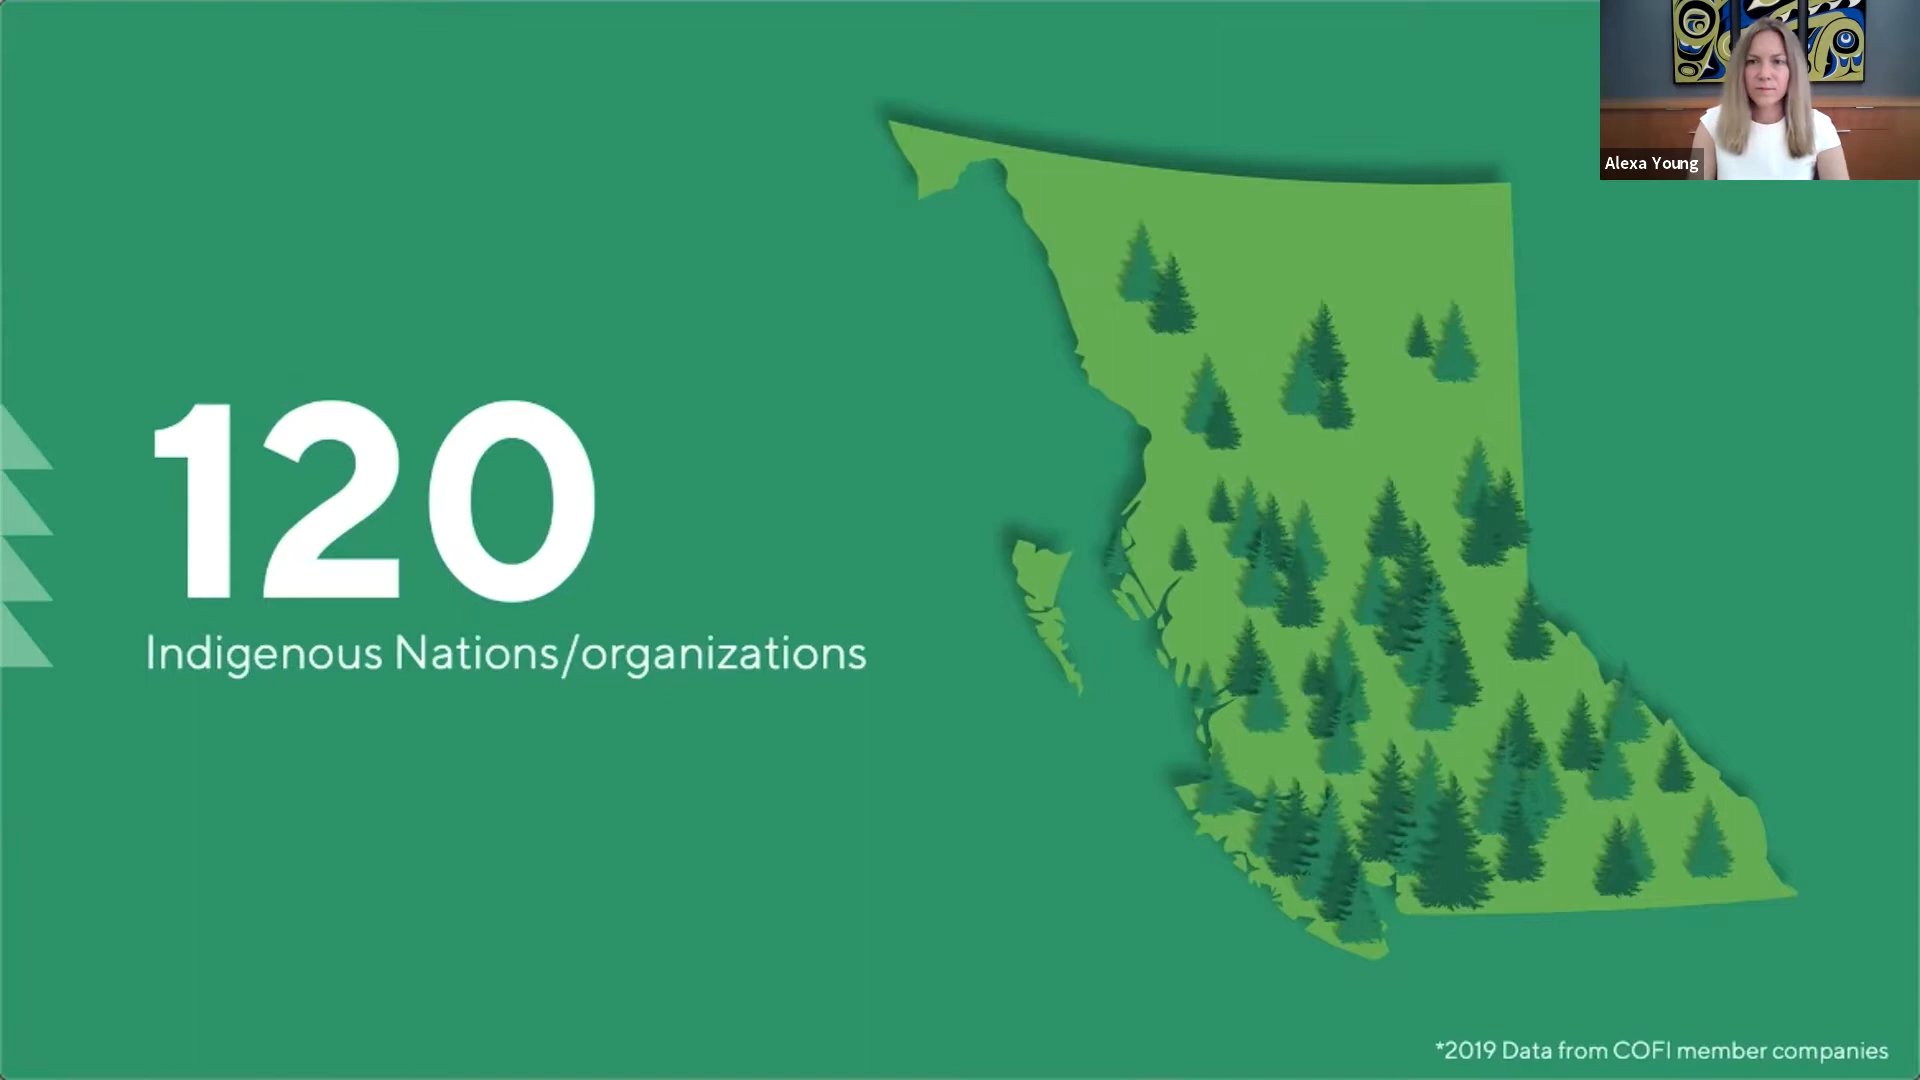 Alexa Young
120
Indigenous Nations/organizations
*2019 Data from COFI member companies